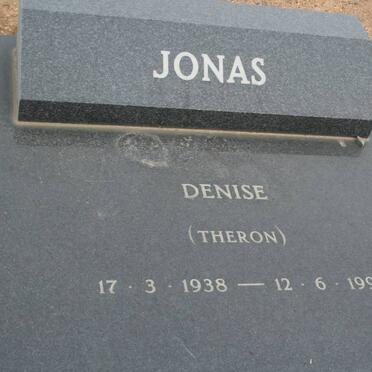 JONAS
DENISE
(THERON)
17 · 3 · 1938 — 12 · 6 · 199